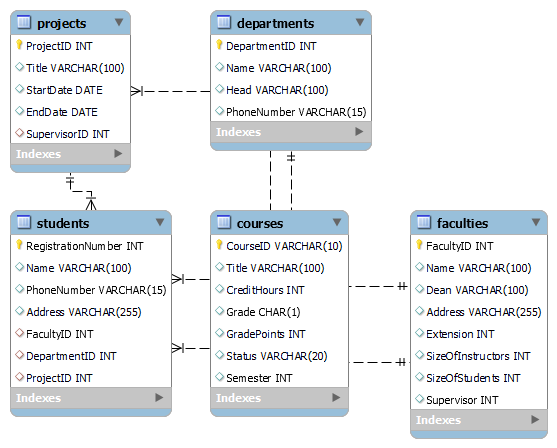 projects
ProjectID INT
Title VARCHAR(100)
StartDate DATE
EndDate DATE
SupervisorID INT
Indexes
departments
DepartmentID INT
Name VARCHAR(100)
Head VARCHAR(100)
PhoneNumber VARCHAR(15)
Indexes
students
RegistrationNumber INT
Name VARCHAR(100)
PhoneNumber VARCHAR(15)
Address VARCHAR(255)
FacultyID INT
DepartmentID INT
ProjectID INT
Indexes
courses
CourseID VARCHAR(10)
Title VARCHAR(100)
CreditHours INT
Grade CHAR(1)
GradePoints INT
Status VARCHAR(20)
Semester INT
Indexes
faculties
FacultyID INT
Name VARCHAR(100)
Dean VARCHAR(100)
Address VARCHAR(255)
Extension INT
SizeOfInstructors INT
SizeOfStudents INT
Supervisor INT
Indexes